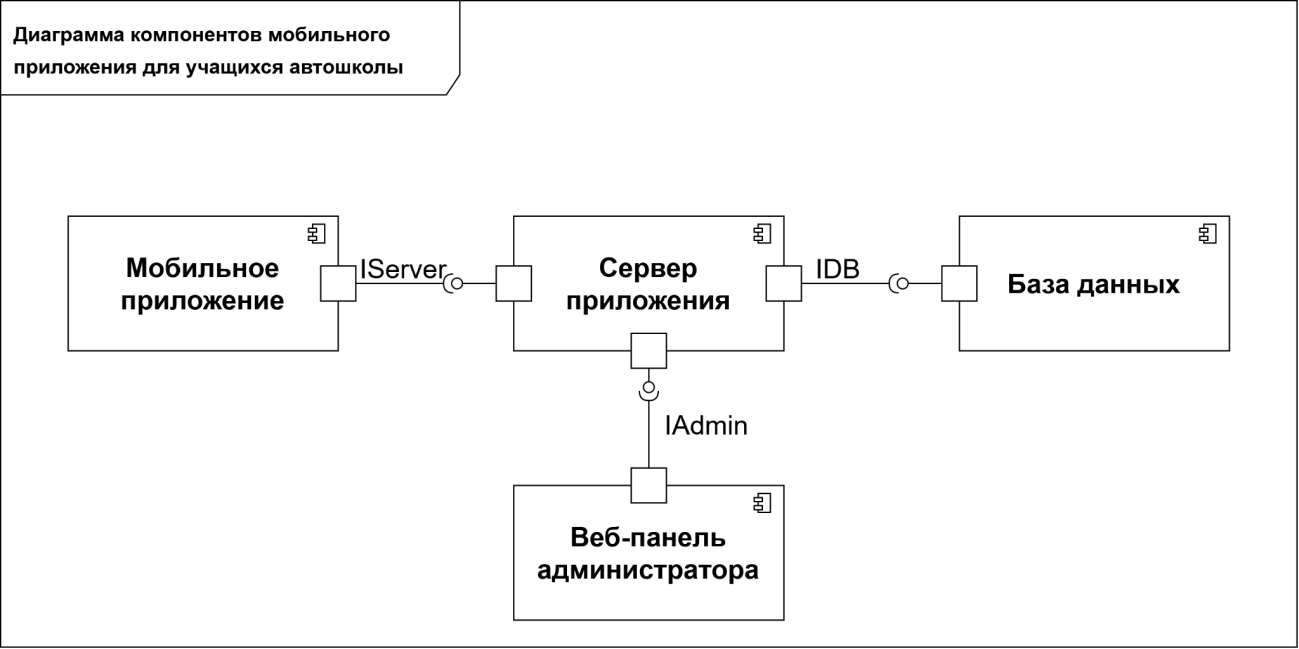 Диаграмма компонентов мобильного
приложения для учащихся автошколы
Мобильное
приложение
IServer
Сервер
приложения
IDB
База данных
IAdmin
Веб-панель
администратора